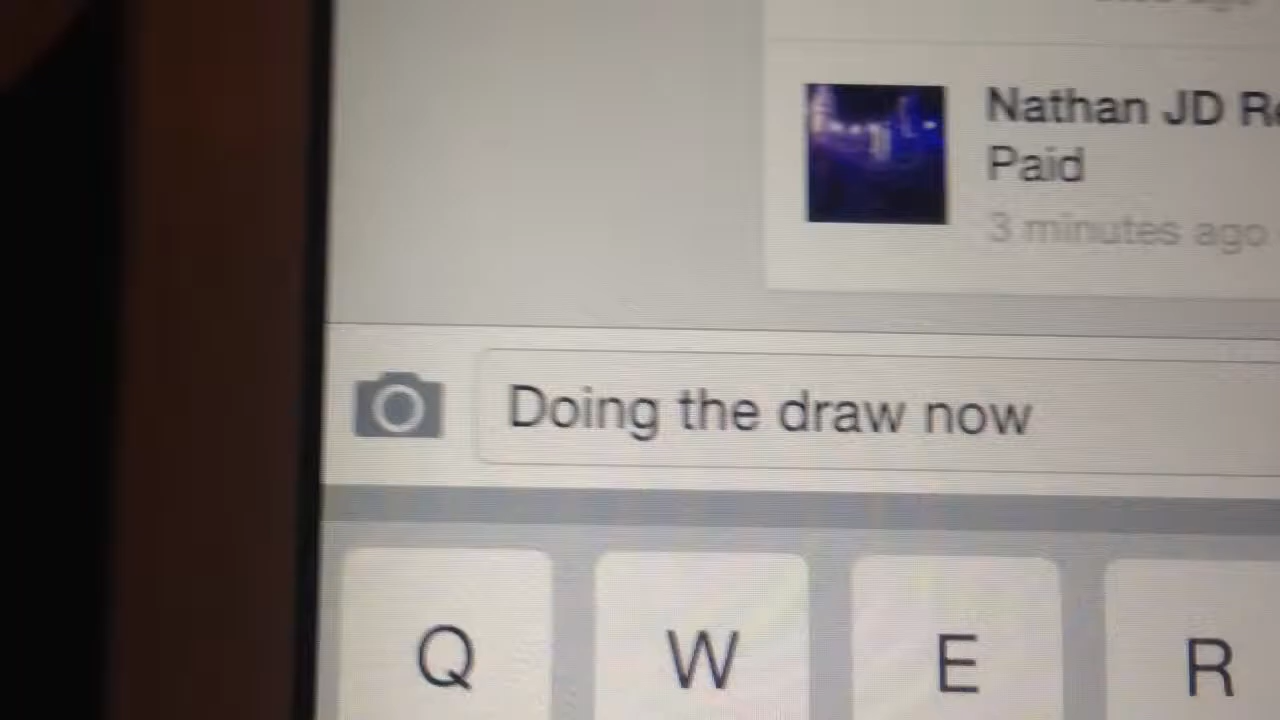 Nathan JD
Paid
3 minutes ago
Doing the draw now
Q W E R